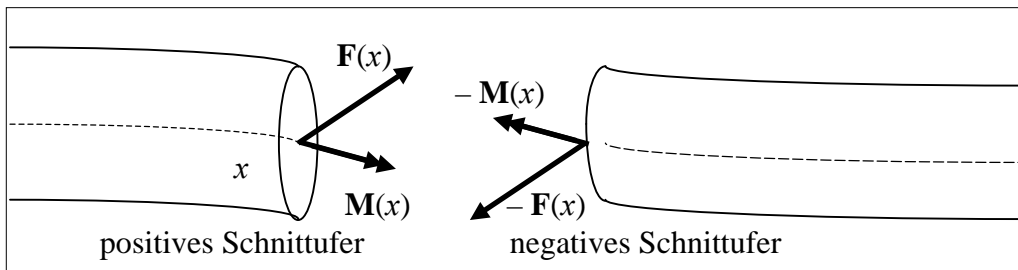 F(x)
– M(x)
x
M(x)
– F(x)
positives Schnittufer
negatives Schnittufer